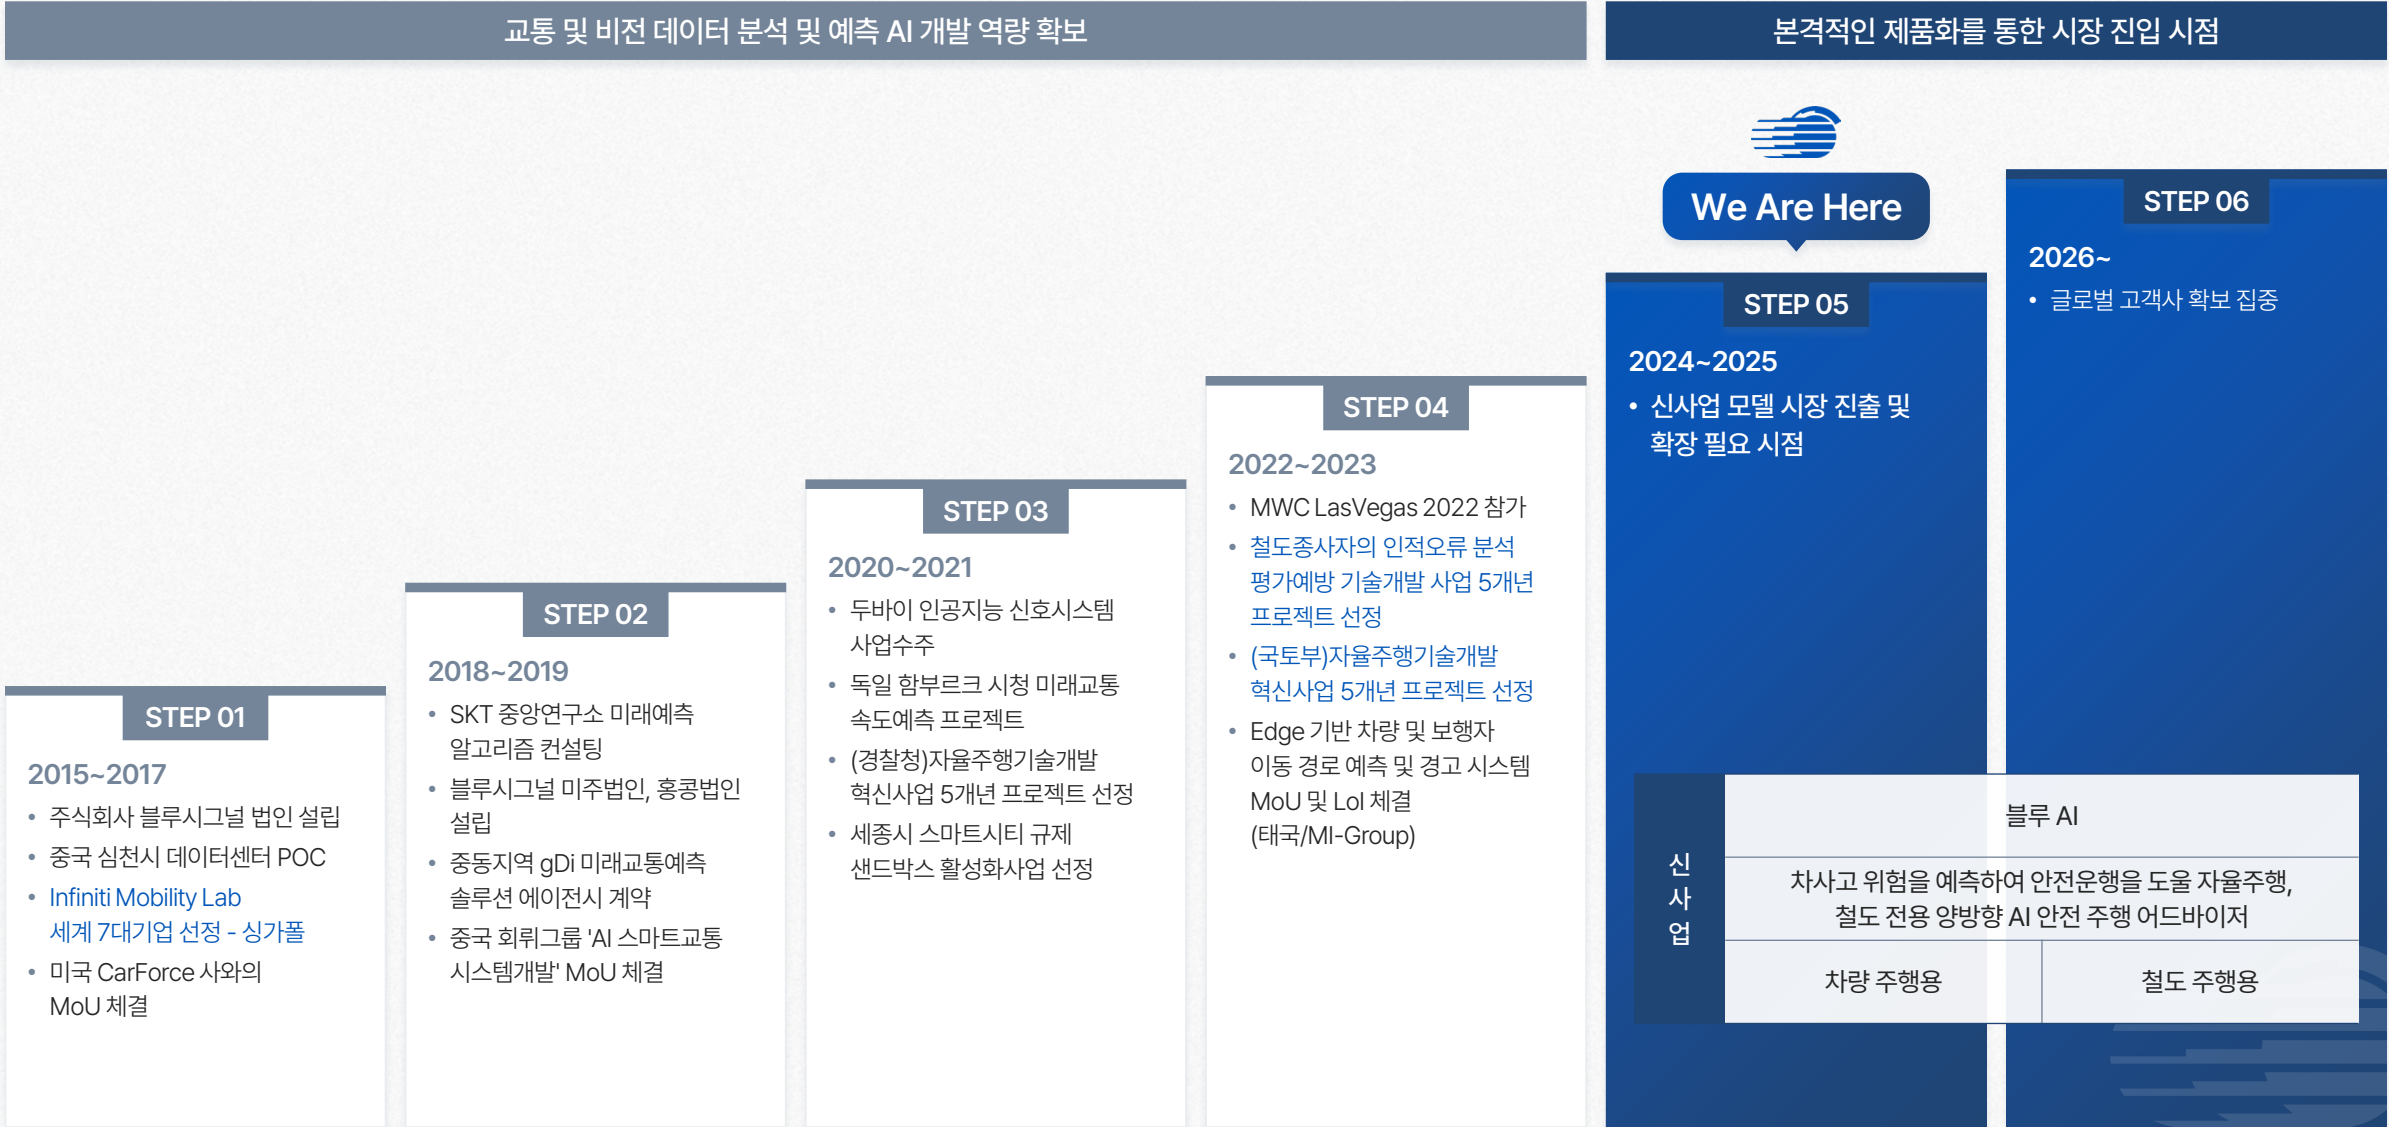 교통 및 비전 데이터 분석 및 예측 AI 개발 역량 확보
본격적인 제품화를 통한 시장 진입 시점
STEP 01
2015~2017
• 주식회사 블루시그널 법인 설립
• 중국 심천시 데이터센터 POC
• Infiniti Mobility Lab
세계 7대기업 선정 - 싱가폴
• 미국 CarForce 사와의
MoU 체결
STEP 02
2018~2019
• SKT 중앙연구소 미래예측
알고리즘 컨설팅
• 블루시그널 미주법인, 홍콩법인
설립
• 중동지역 gDi 미래교통예측
솔루션 에이전시 계약
• 중국 회뤼그룹 'AI 스마트교통
시스템개발' MoU 체결
STEP 03
2020~2021
• 두바이 인공지능 신호시스템
사업수주
• 독일 함부르크 시청 미래교통
속도예측 프로젝트
• (경찰청)자율주행기술개발
혁신사업 5개년 프로젝트 선정
• 세종시 스마트시티 규제
샌드박스 활성화사업 선정
STEP 04
2022~2023
• MWC LasVegas 2022 참가
• 철도종사자의 인적오류 분석
평가예방 기술개발 사업 5개년
프로젝트 선정
• (국토부)자율주행기술개발
혁신사업 5개년 프로젝트 선정
• Edge 기반 차량 및 보행자
이동 경로 예측 및 경고 시스템
MoU 및 LoI 체결
(태국/MI-Group)
We Are Here
STEP 05
2024~2025
• 신사업 모델 시장 진출 및
확장 필요 시점
STEP 06
2026~
• 글로벌 고객사 확보 집중
신
사
업
블루 AI
차사고 위험을 예측하여 안전운행을 도울 자율주행,
철도 전용 양방향 AI 안전 주행 어드바이저
차량 주행용
철도 주행용